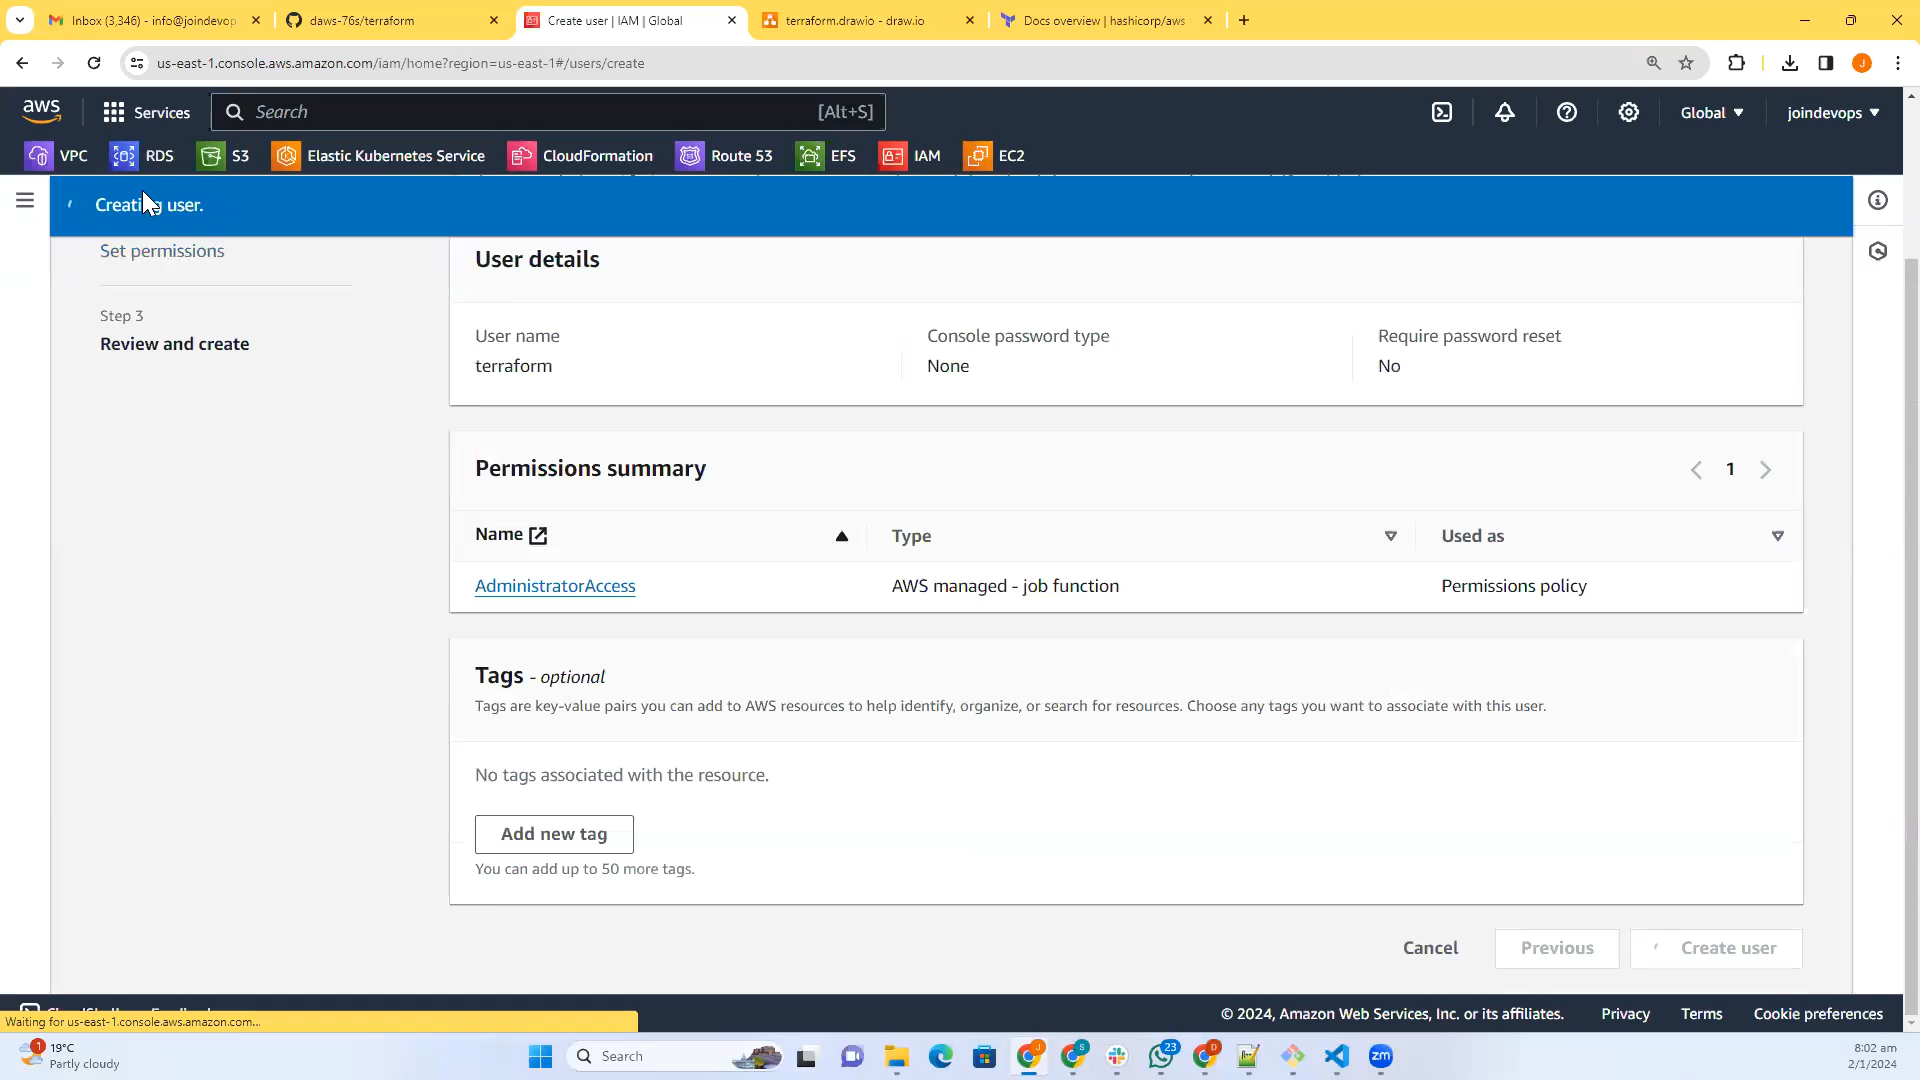 Inbox (3,346) - info@joindevop
daws-76s/terraform
Create user | IAM | Global
terraform.drawio - draw.io
Docs overview | hashicorp/aws
us-east-1.console.aws.amazon.com/iam/home?region=us-east-1#/users/create
J
aws
Services
Search
[Alt+S]
Global
joindevops
VPC
RDS
S3
Elastic Kubernetes Service
CloudFormation
Route 53
EFS
IAM
EC2
Creating user.
Set permissions
Step 3
Review and create
User details
User name
terraform
Console password type
None
Require password reset
No
Permissions summary
1
Name
Type
Used as
AdministratorAccess
AWS managed - job function
Permissions policy
Tags - optional
Tags are key-value pairs you can add to AWS resources to help identify, organize, or search for resources. Choose any tags you want to associate with this user.
No tags associated with the resource.
Add new tag
You can add up to 50 more tags.
Cancel
Previous
Create user
© 2024, Amazon Web Services, Inc. or its affiliates.
Privacy
Terms
Cookie preferences
Waiting for us-east-1.console.aws.amazon.com...
1
19°C
Partly cloudy
Search
J
S
23
D
zm
8:02 am
2/1/2024